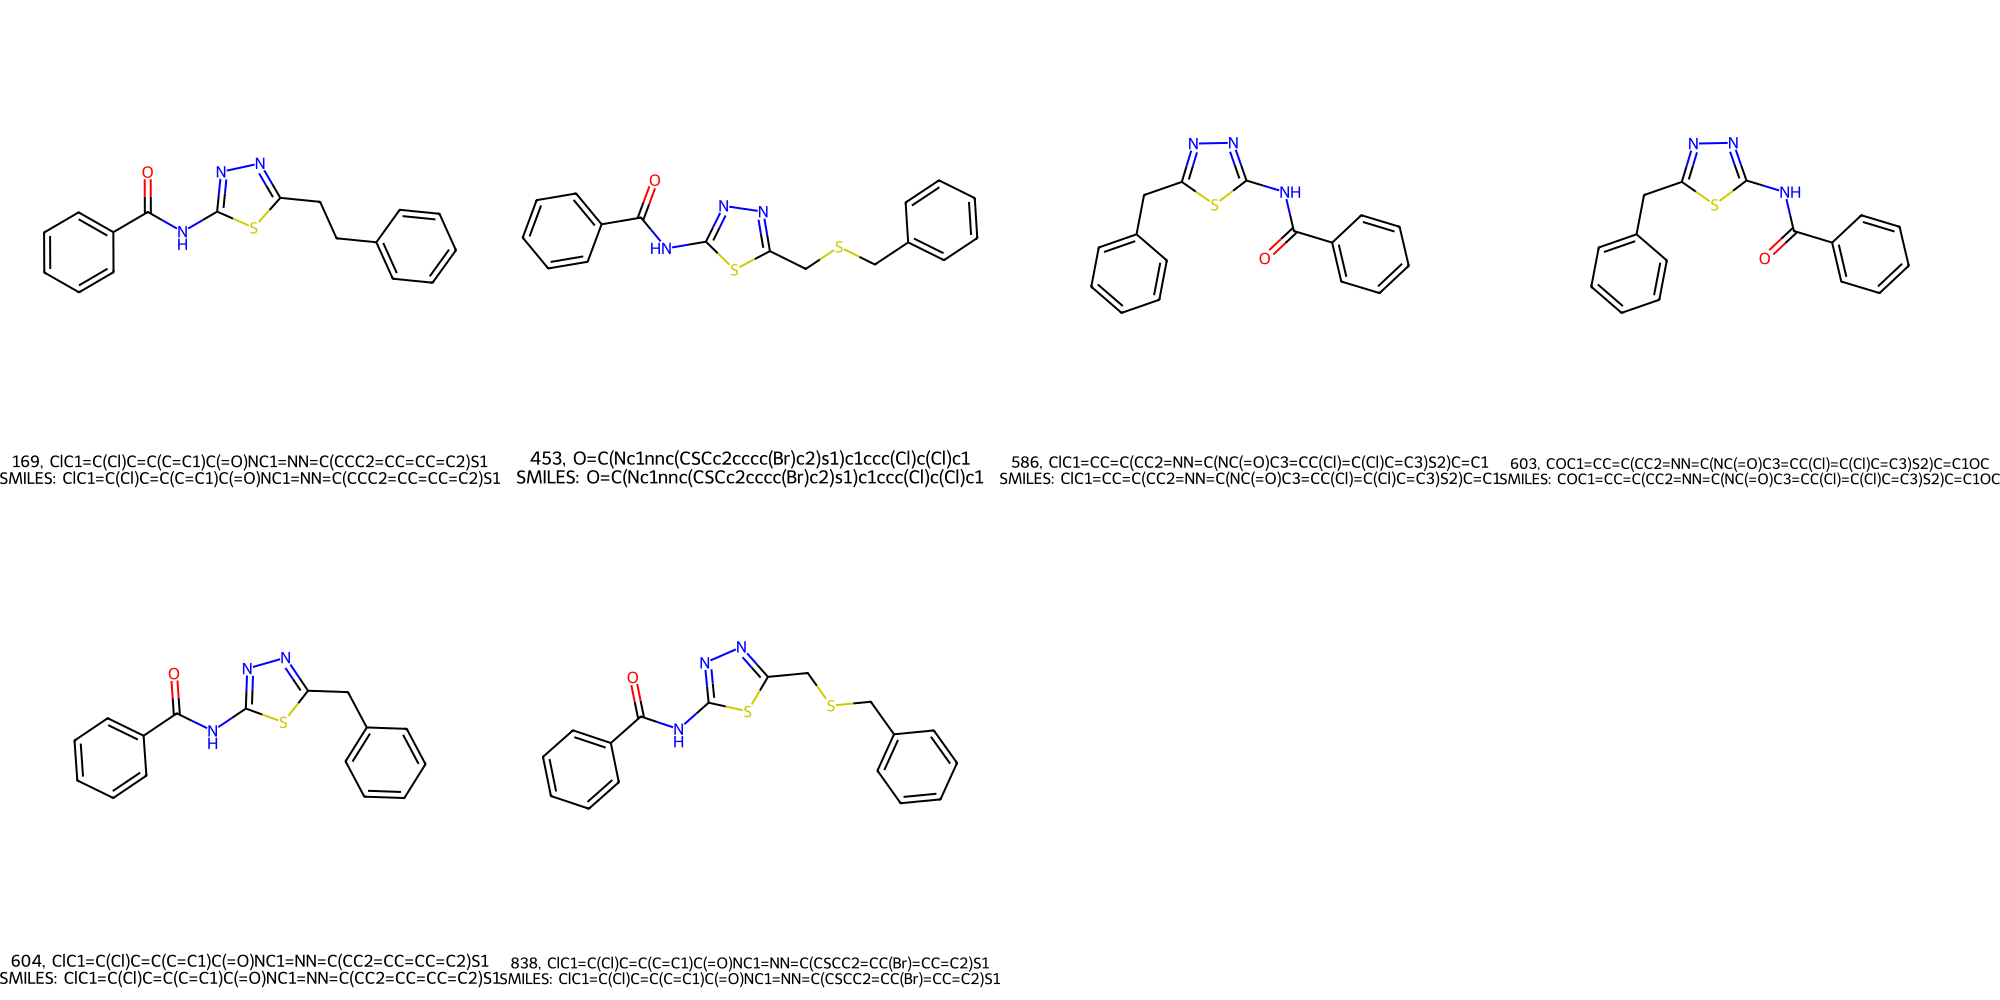 N N
O
N
H
S
O
N N
HN
S
S
N N
NH
S
O
N N
NH
S
O
169, ClC1=C(Cl)C=C(C=C1)C(=O)NC1=NN=C(CCC2=CC=CC=C2)S1
SMILES: ClC1=C(Cl)C=C(C=C1)C(=O)NC1=NN=C(CCC2=CC=CC=C2)S1
453, O=C(Nc1nnc(CSCc2cccc(Br)c2)s1)c1ccc(Cl)c(Cl)c1
SMILES: O=C(Nc1nnc(CSCc2cccc(Br)c2)s1)c1ccc(Cl)c(Cl)c1
586, ClC1=CC=C(CC2=NN=C(NC(=O)C3=CC(Cl)=C(Cl)C=C3)S2)C=C1
SMILES: ClC1=CC=C(CC2=NN=C(NC(=O)C3=CC(Cl)=C(Cl)C=C3)S2)C=C1
603, COC1=CC=C(CC2=NN=C(NC(=O)C3=CC(Cl)=C(Cl)C=C3)S2)C=C1OC
SMILES: COC1=CC=C(CC2=NN=C(NC(=O)C3=CC(Cl)=C(Cl)C=C3)S2)C=C1OC
N N
O
N
H
S
N N
O
N
H
S
S
604, ClC1=C(Cl)C=C(C=C1)C(=O)NC1=NN=C(CC2=CC=CC=C2)S1
SMILES: ClC1=C(Cl)C=C(C=C1)C(=O)NC1=NN=C(CC2=CC=CC=C2)S1
838, ClC1=C(Cl)C=C(C=C1)C(=O)NC1=NN=C(CSCC2=CC(Br)=CC=C2)S1
SMILES: ClC1=C(Cl)C=C(C=C1)C(=O)NC1=NN=C(CSCC2=CC(Br)=CC=C2)S1